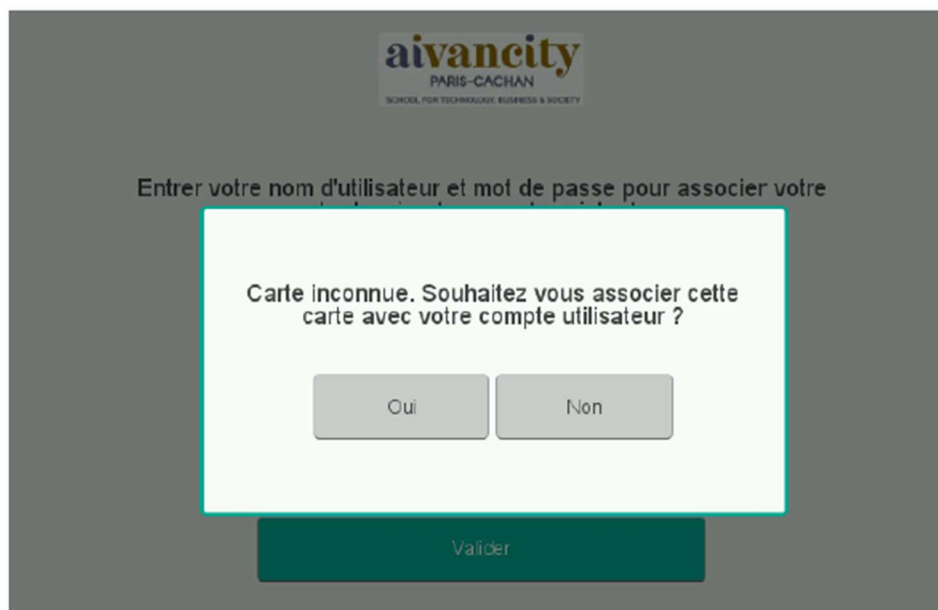 aivancity
PARIS-CACHAN
SCHOOL FOR TECHNOLOGY, BUSINESS & SOCIETY
Entrer votre nom d'utilisateur et mot de passe pour associer votre
Carte inconnue. Souhaitez vous associer cette
carte avec votre compte utilisateur ?
Oui
Non
Valider